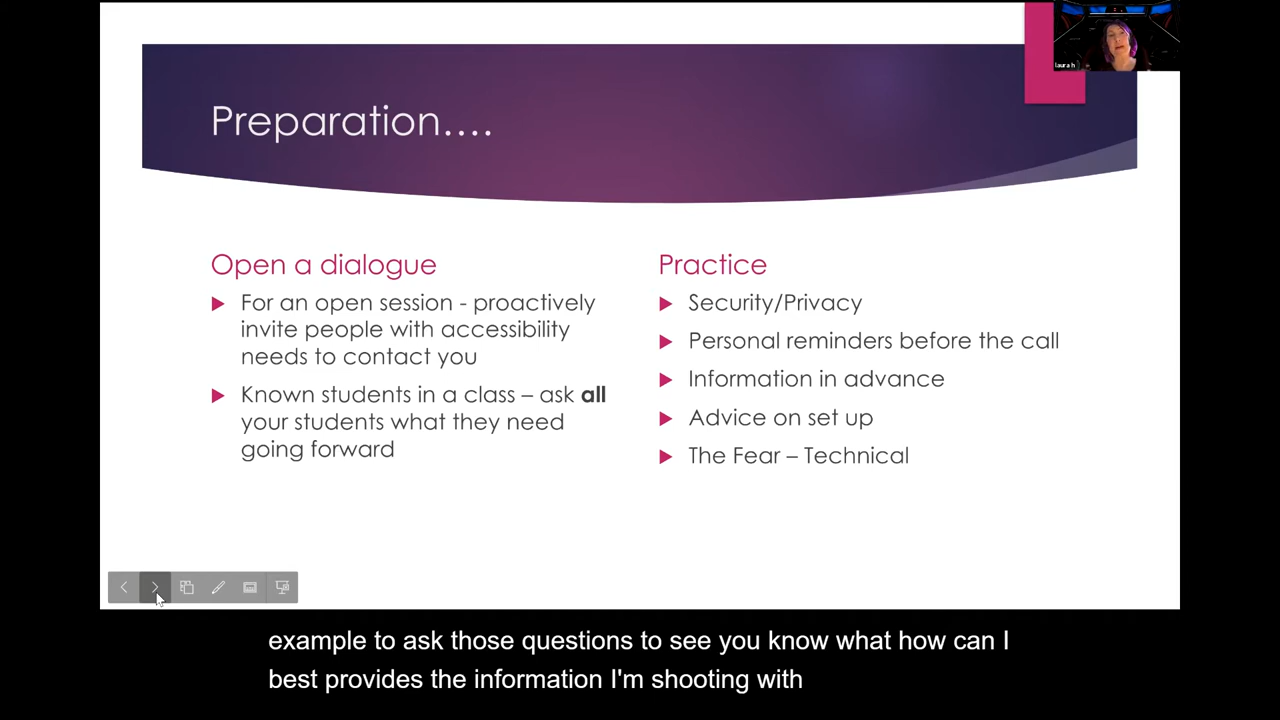 laura h
Preparation....
Open a dialogue
For an open session - proactively
invite people with accessibility
needs to contact you
Known students in a class – ask all
your students what they need
going forward
Practice
Security/Privacy
Personal reminders before the call
Information in advance
Advice on set up
The Fear – Technical
example to ask those questions to see you know what how can I
best provides the information I'm shooting with